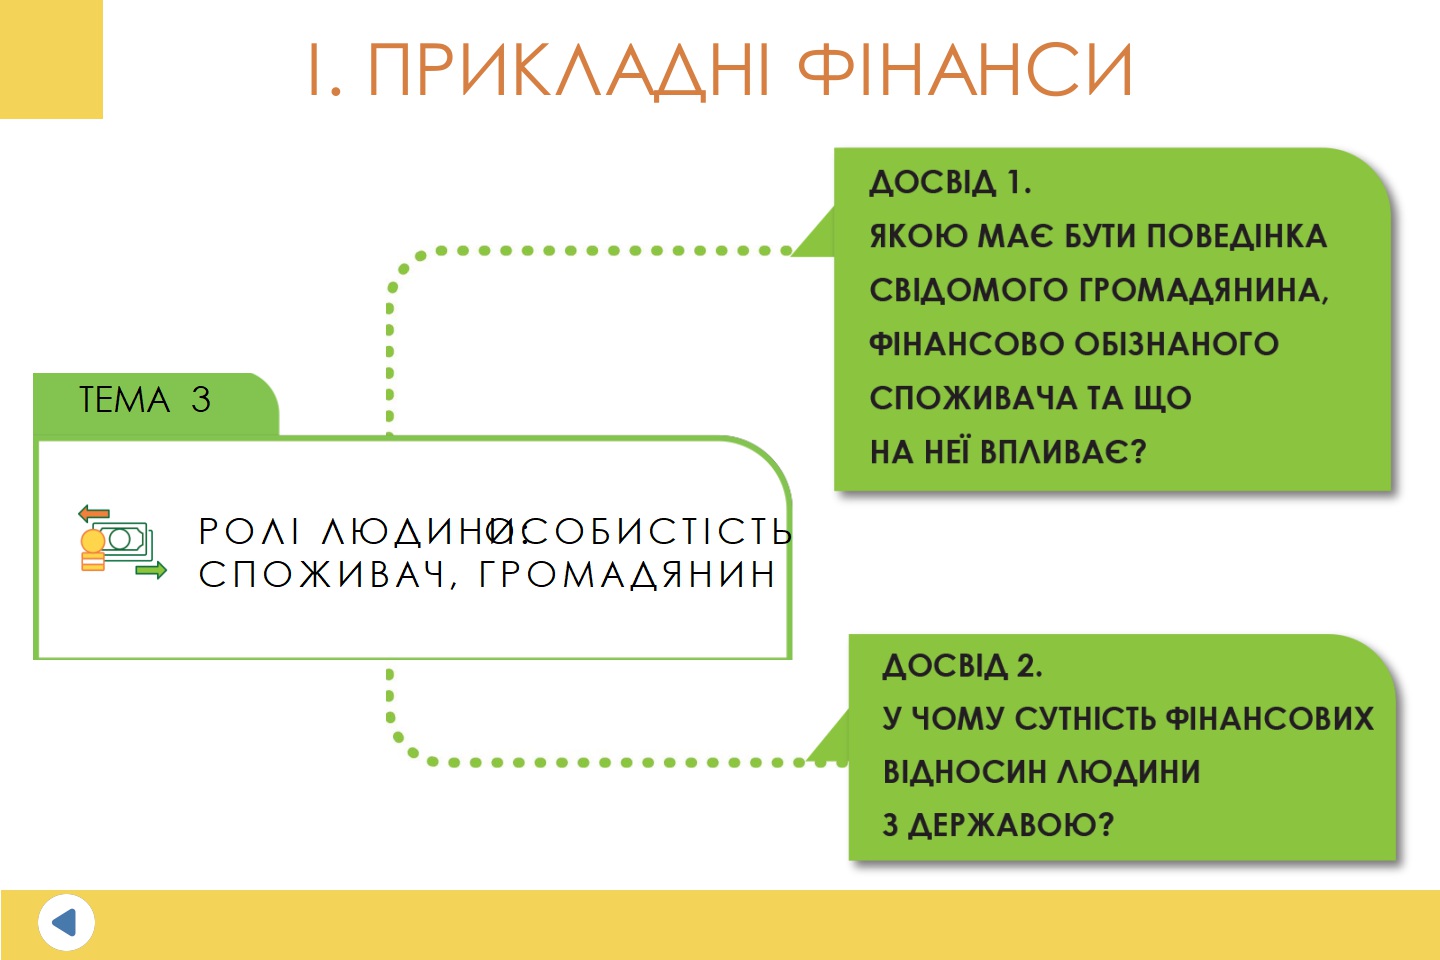 І. ПРИКЛАДНІ ФІНАНСИ
ДОСВІД 1.
ЯКОЮ МАЄ БУТИ ПОВЕДІНКА
СВІДОМОГО ГРОМАДЯНИНА,
ФІНАНСОВО ОБІЗНАНОГО
СПОЖИВАЧА ТА ЩО
НА НЕЇ ВПЛИВАЄ?
ТЕМА 3
РОЛІ ЛЮДИНИ: ОСОБИСТІСТЬ
СПОЖИВАЧ, ГРОМАДЯНИН
ДОСВІД 2.
У ЧОМУ СУТНІСТЬ ФІНАНСОВИХ
ВІДНОСИН ЛЮДИНИ
З ДЕРЖАВОЮ?